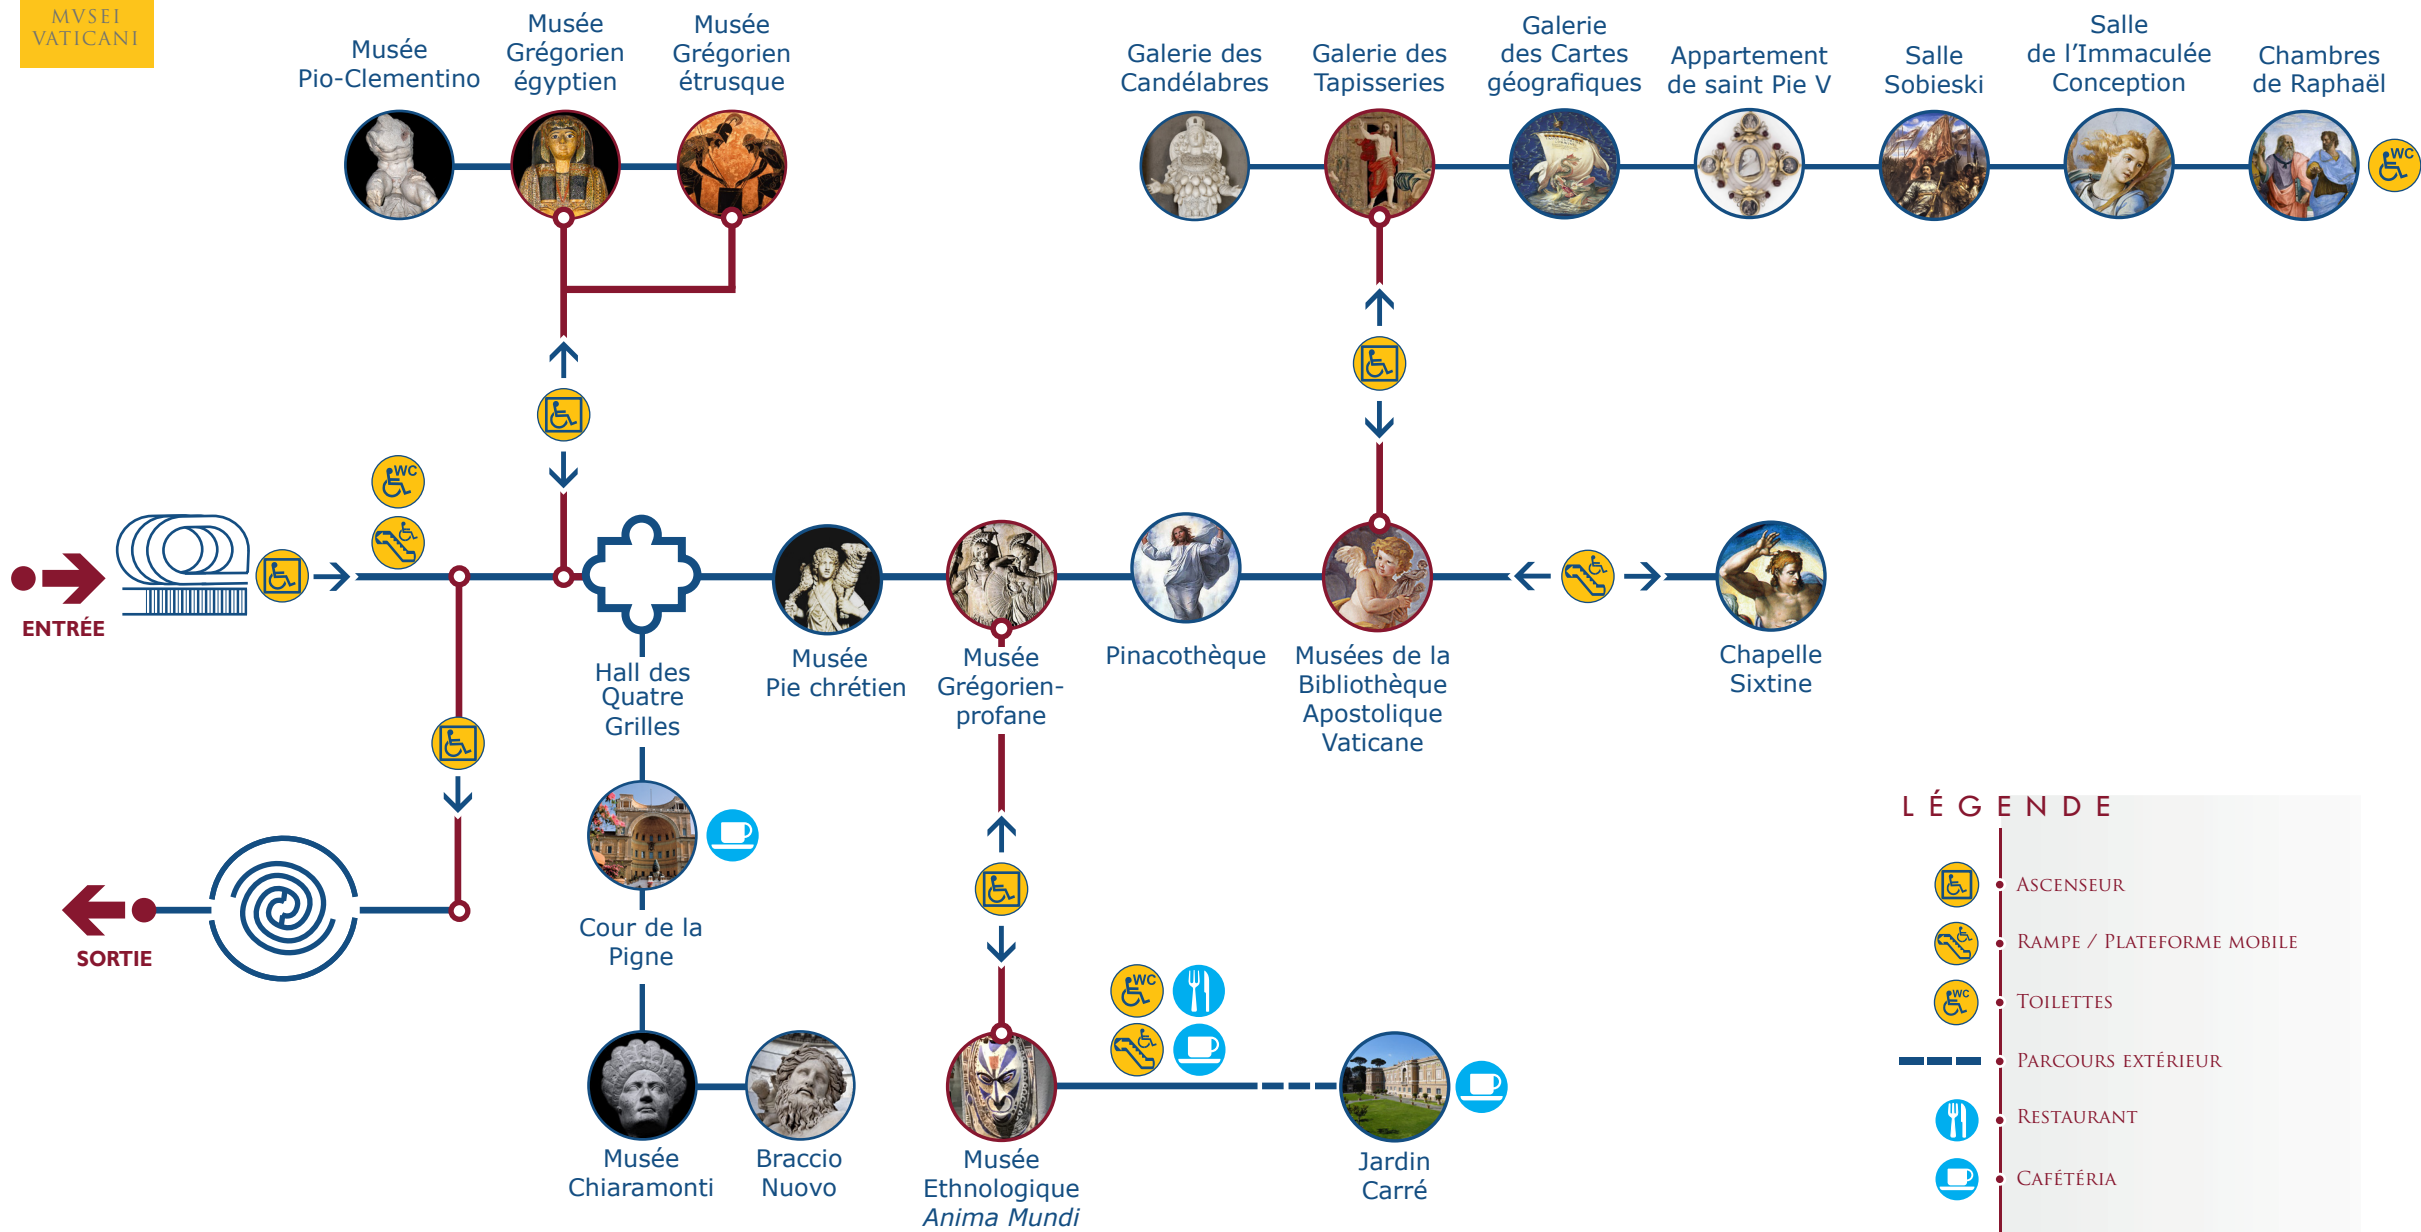 MVSEI
VATICANI
Musée
Pio-Clementino
Musée
Grégorien
égyptien
Musée
Grégorien
étrusque
Galerie des
Candélabres
Galerie des
Tapisseries
Galerie
des Cartes
géografiques
Appartement
de saint Pie V
Salle
Sobieski
Salle
de l'Immaculée
Conception
Chambres
de Raphaël
WC
WC
ENTRÉE
Hall des
Quatre
Grilles
Musée
Pie chrétien
Musée
Grégorien-
profane
Pinacothèque
Musées de la
Bibliothèque
Apostolique
Vaticane
Chapelle
Sixtine
SORTIE
Cour de la
Pigne
WC
Musée
Chiaramonti
Braccio
Nuovo
Musée
Ethnologique
Anima Mundi
Jardin
Carré
LÉGENDE
ASCENSEUR
RAMPE / PLATEFORME MOBILE
WC
TOILETTES
PARCOURS EXTÉRIEUR
RESTAURANT
CAFÉTÉRIA